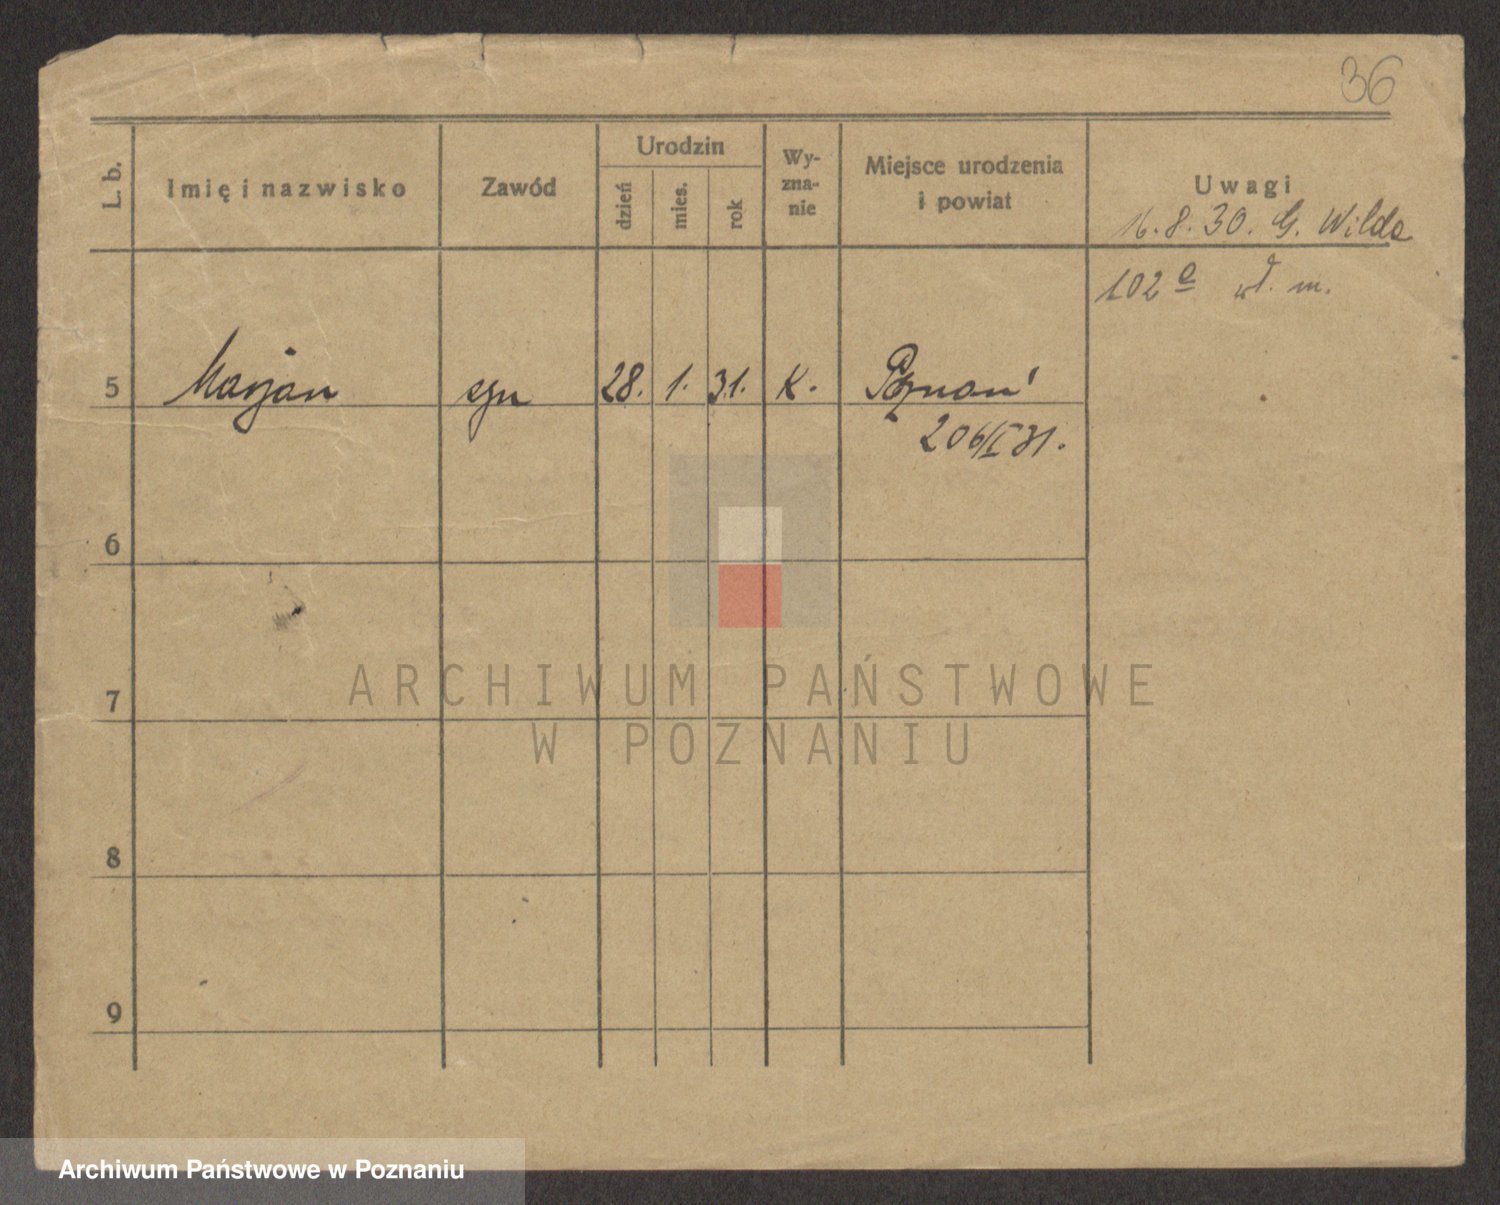 36
L. b.
Imię i nazwisko
Zawód
Urodzin
dzień
mies.
rok
Wy-
zna-
nie
Miejsce urodzenia
i powiat
Uwagi
16. 8. 30. G. Wilda
102 a wł. m.
5 Marjan syn 28. 1. 31. K. Poznań
206/I 31.
6
7
8
9
ARCHIWUM PAŃSTWOWE
W POZNANIU
Archiwum Państwowe w Poznaniu